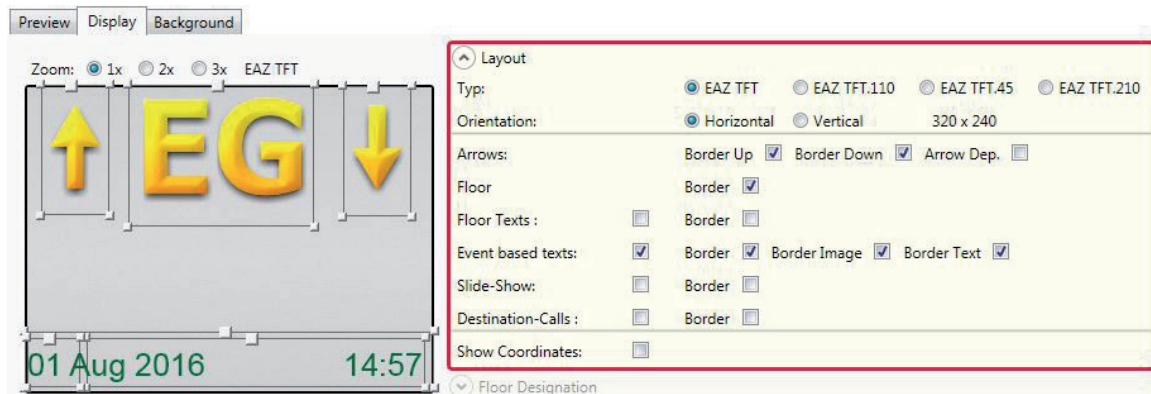 Preview Display Background
Zoom: 1x 2x 3x EAZ TFT
EG
01 Aug 2016 14:57
Layout
Typ: EAZ TFT EAZ TFT.110 EAZ TFT.45 EAZ TFT.210
Orientation: Horizontal Vertical 320 x 240
Arrows: Border Up Border Down Arrow Dep.
Floor Border
Floor Texts : Border
Event based texts: Border Border Image Border Text
Slide-Show: Border
Destination-Calls : Border
Show Coordinates:
Floor Designation